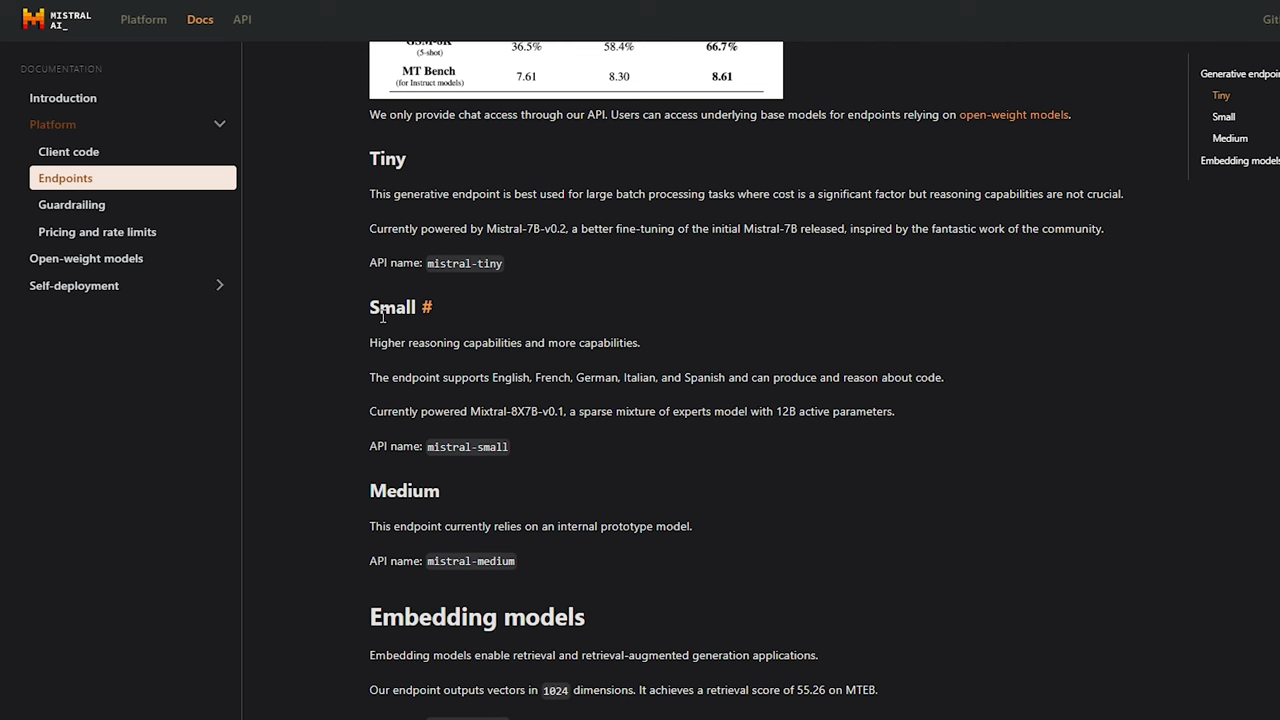 MISTRAL
AI_
Platform
Docs
API
DOCUMENTATION
Introduction
Platform
Client code
Endpoints
Guardrailing
Pricing and rate limits
Open-weight models
Self-deployment
(5-shot)
36.5%
58.4%
66.7%
MT Bench
(for Instruct models)
7.61
8.30
8.61
We only provide chat access through our API. Users can access underlying base models for endpoints relying on open-weight models.
Tiny
This generative endpoint is best used for large batch processing tasks where cost is a significant factor but reasoning capabilities are not crucial.
Currently powered by Mistral-7B-v0.2, a better fine-tuning of the initial Mistral-7B released, inspired by the fantastic work of the community.
API name: mistral-tiny
Small #
Higher reasoning capabilities and more capabilities.
The endpoint supports English, French, German, Italian, and Spanish and can produce and reason about code.
Currently powered Mixtral-8X7B-v0.1, a sparse mixture of experts model with 12B active parameters.
API name: mistral-small
Medium
This endpoint currently relies on an internal prototype model.
API name: mistral-medium
Embedding models
Embedding models enable retrieval and retrieval-augmented generation applications.
Our endpoint outputs vectors in 1024 dimensions. It achieves a retrieval score of 55.26 on MTEB.
Generative endpoin
Tiny
Small
Medium
Embedding models